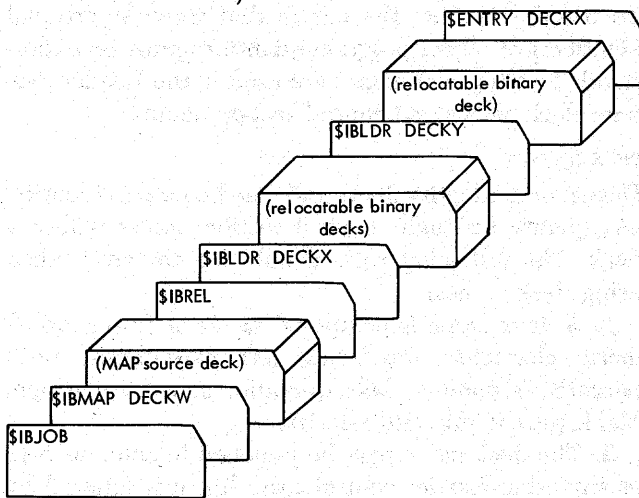 $ENTRY DECKX
(relocatable binary
deck)
$IBLDR DECKY
(relocatable binary
decks)
$IBLDR DECKX
$IBREL
(MAP source deck)
$IBMAP DECKW
$IBJOB